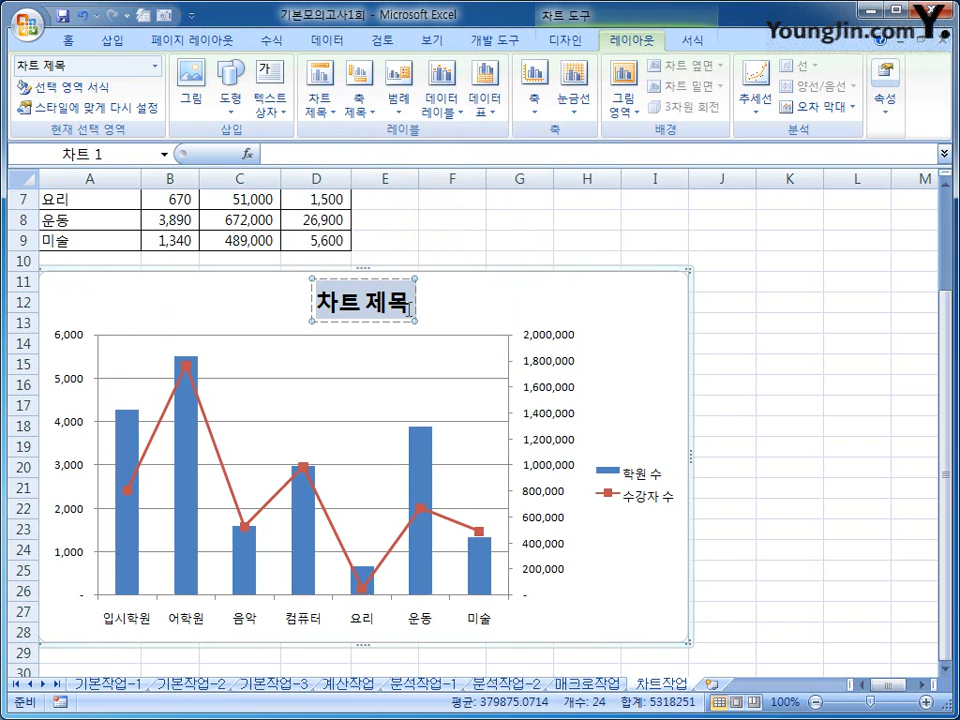 기본모의고사1회 - Microsoft Excel
차트 도구
YoungJin.com Y.
홈 삽입 페이지 레이아웃 수식 데이터 검토 보기 개발 도구 디자인 레이아웃 서식
차트 제목
선택 영역 서식
스타일에 맞게 다시 설정
현재 선택 영역
그림
도형
텍스트 상자
삽입
차트 제목
축 제목
범례
데이터 레이블
데이터 표
레이블
축
눈금선
축
그림 영역
차트 옆면
차트 밑면
3차원 회전
배경
추세선
선
양선/음선
오차 막대
분석
속성
차트 1
fx
A B C D E F G H I J K L M
7 요리 670 51,000 1,500
8 운동 3,890 672,000 26,900
9 미술 1,340 489,000 5,600
10
11
12
13
14
15
16
17
18
19
20
21
22
23
24
25
26
27
28
29
30
차트 제목
6,000
5,000
4,000
3,000
2,000
1,000
-
2,000,000
1,800,000
1,600,000
1,400,000
1,200,000
1,000,000
800,000
600,000
400,000
200,000
-
입시학원 어학원 음악 컴퓨터 요리 운동 미술
학원 수
수강자 수
기본작업-1 기본작업-2 기본작업-3 계산작업 분석작업-1 분석작업-2 매크로작업 차트작업
준비
평균: 379875.0714 개수: 24 합계: 5318251
100%